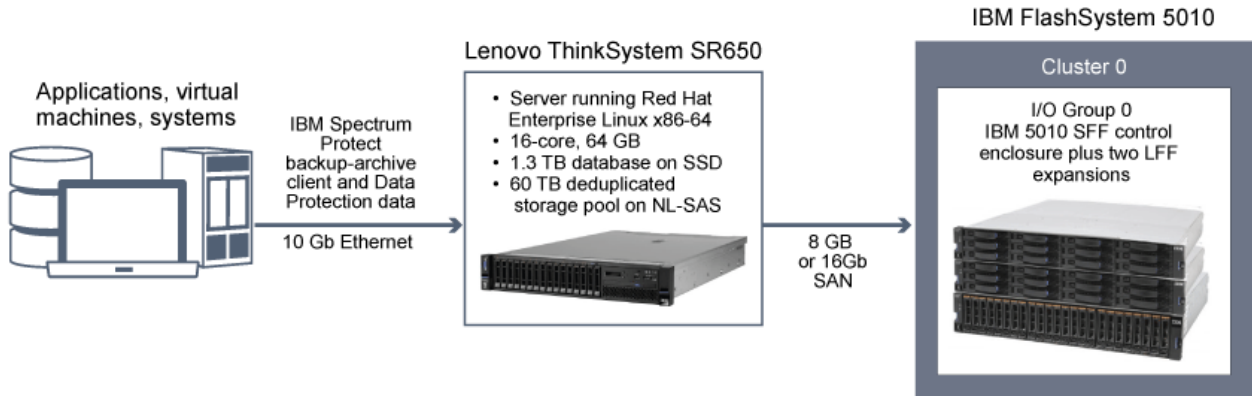 IBM FlashSystem 5010
Lenovo ThinkSystem SR650
Cluster 0
Applications, virtual
machines, systems
IBM Spectrum
Protect
backup-archive
client and Data
Protection data
10 Gb Ethernet
• Server running Red Hat
Enterprise Linux x86-64
• 16-core, 64 GB
• 1.3 TB database on SSD
• 60 TB deduplicated
storage pool on NL-SAS
8 GB
or 16Gb
SAN
I/O Group 0
IBM 5010 SFF control
enclosure plus two LFF
expansions